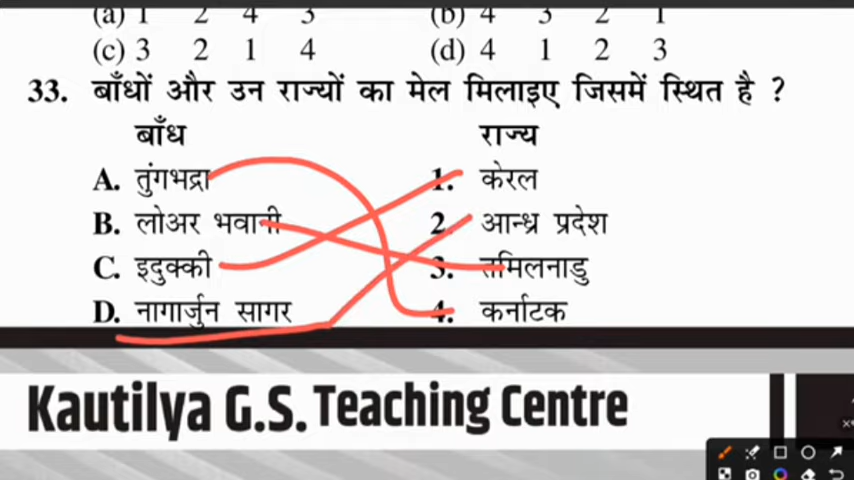 (a) 1 2 4 3 (b) 4 3 2 1
(c) 3 2 1 4 (d) 4 1 2 3
33. बाँधों और उन राज्यों का मेल मिलाइए जिसमें स्थित है ?
बाँध राज्य
A. तुंगभद्रा 1. केरल
B. लोअर भवानी 2. आन्ध्र प्रदेश
C. इदुक्की 3. तमिलनाडु
D. नागार्जुन सागर 4. कर्नाटक
Kautilya G.S. Teaching Centre